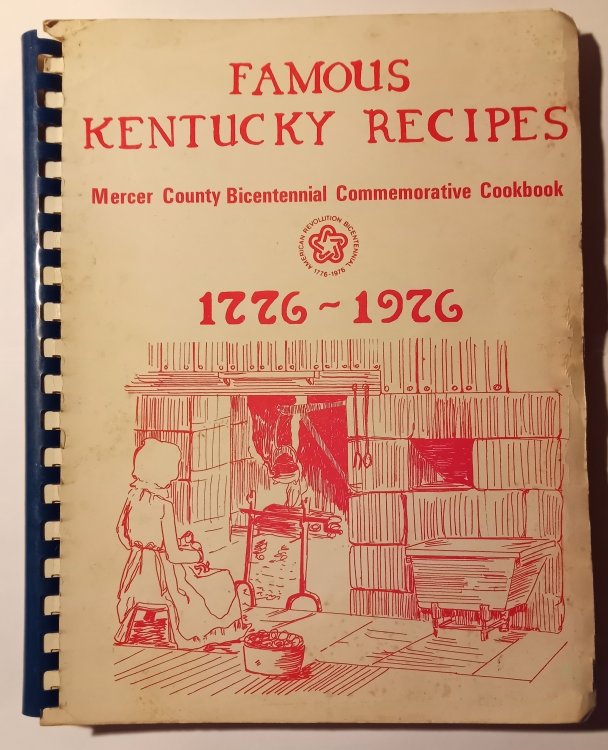 FAMOUS
KENTUCKY RECIPES
Mercer County Bicentennial Commemorative Cookbook
AMERICAN REVOLUTION BICENTENNIAL
1776-1976
1776~1976